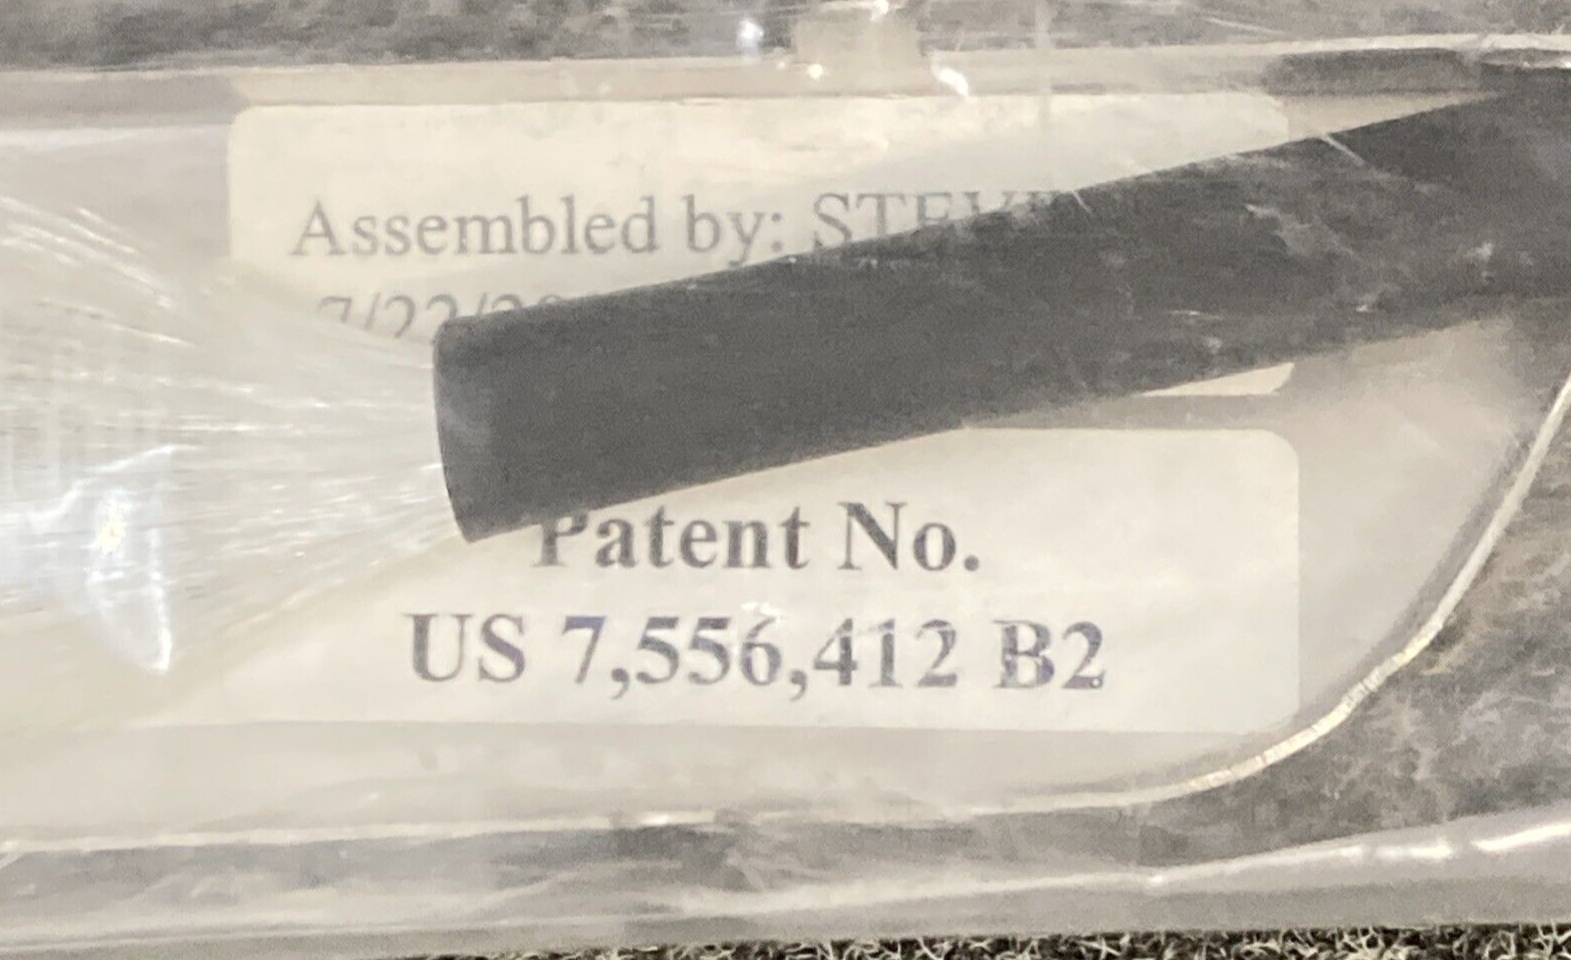 Assembled by:
Patent No.
US 7,556,412 B2